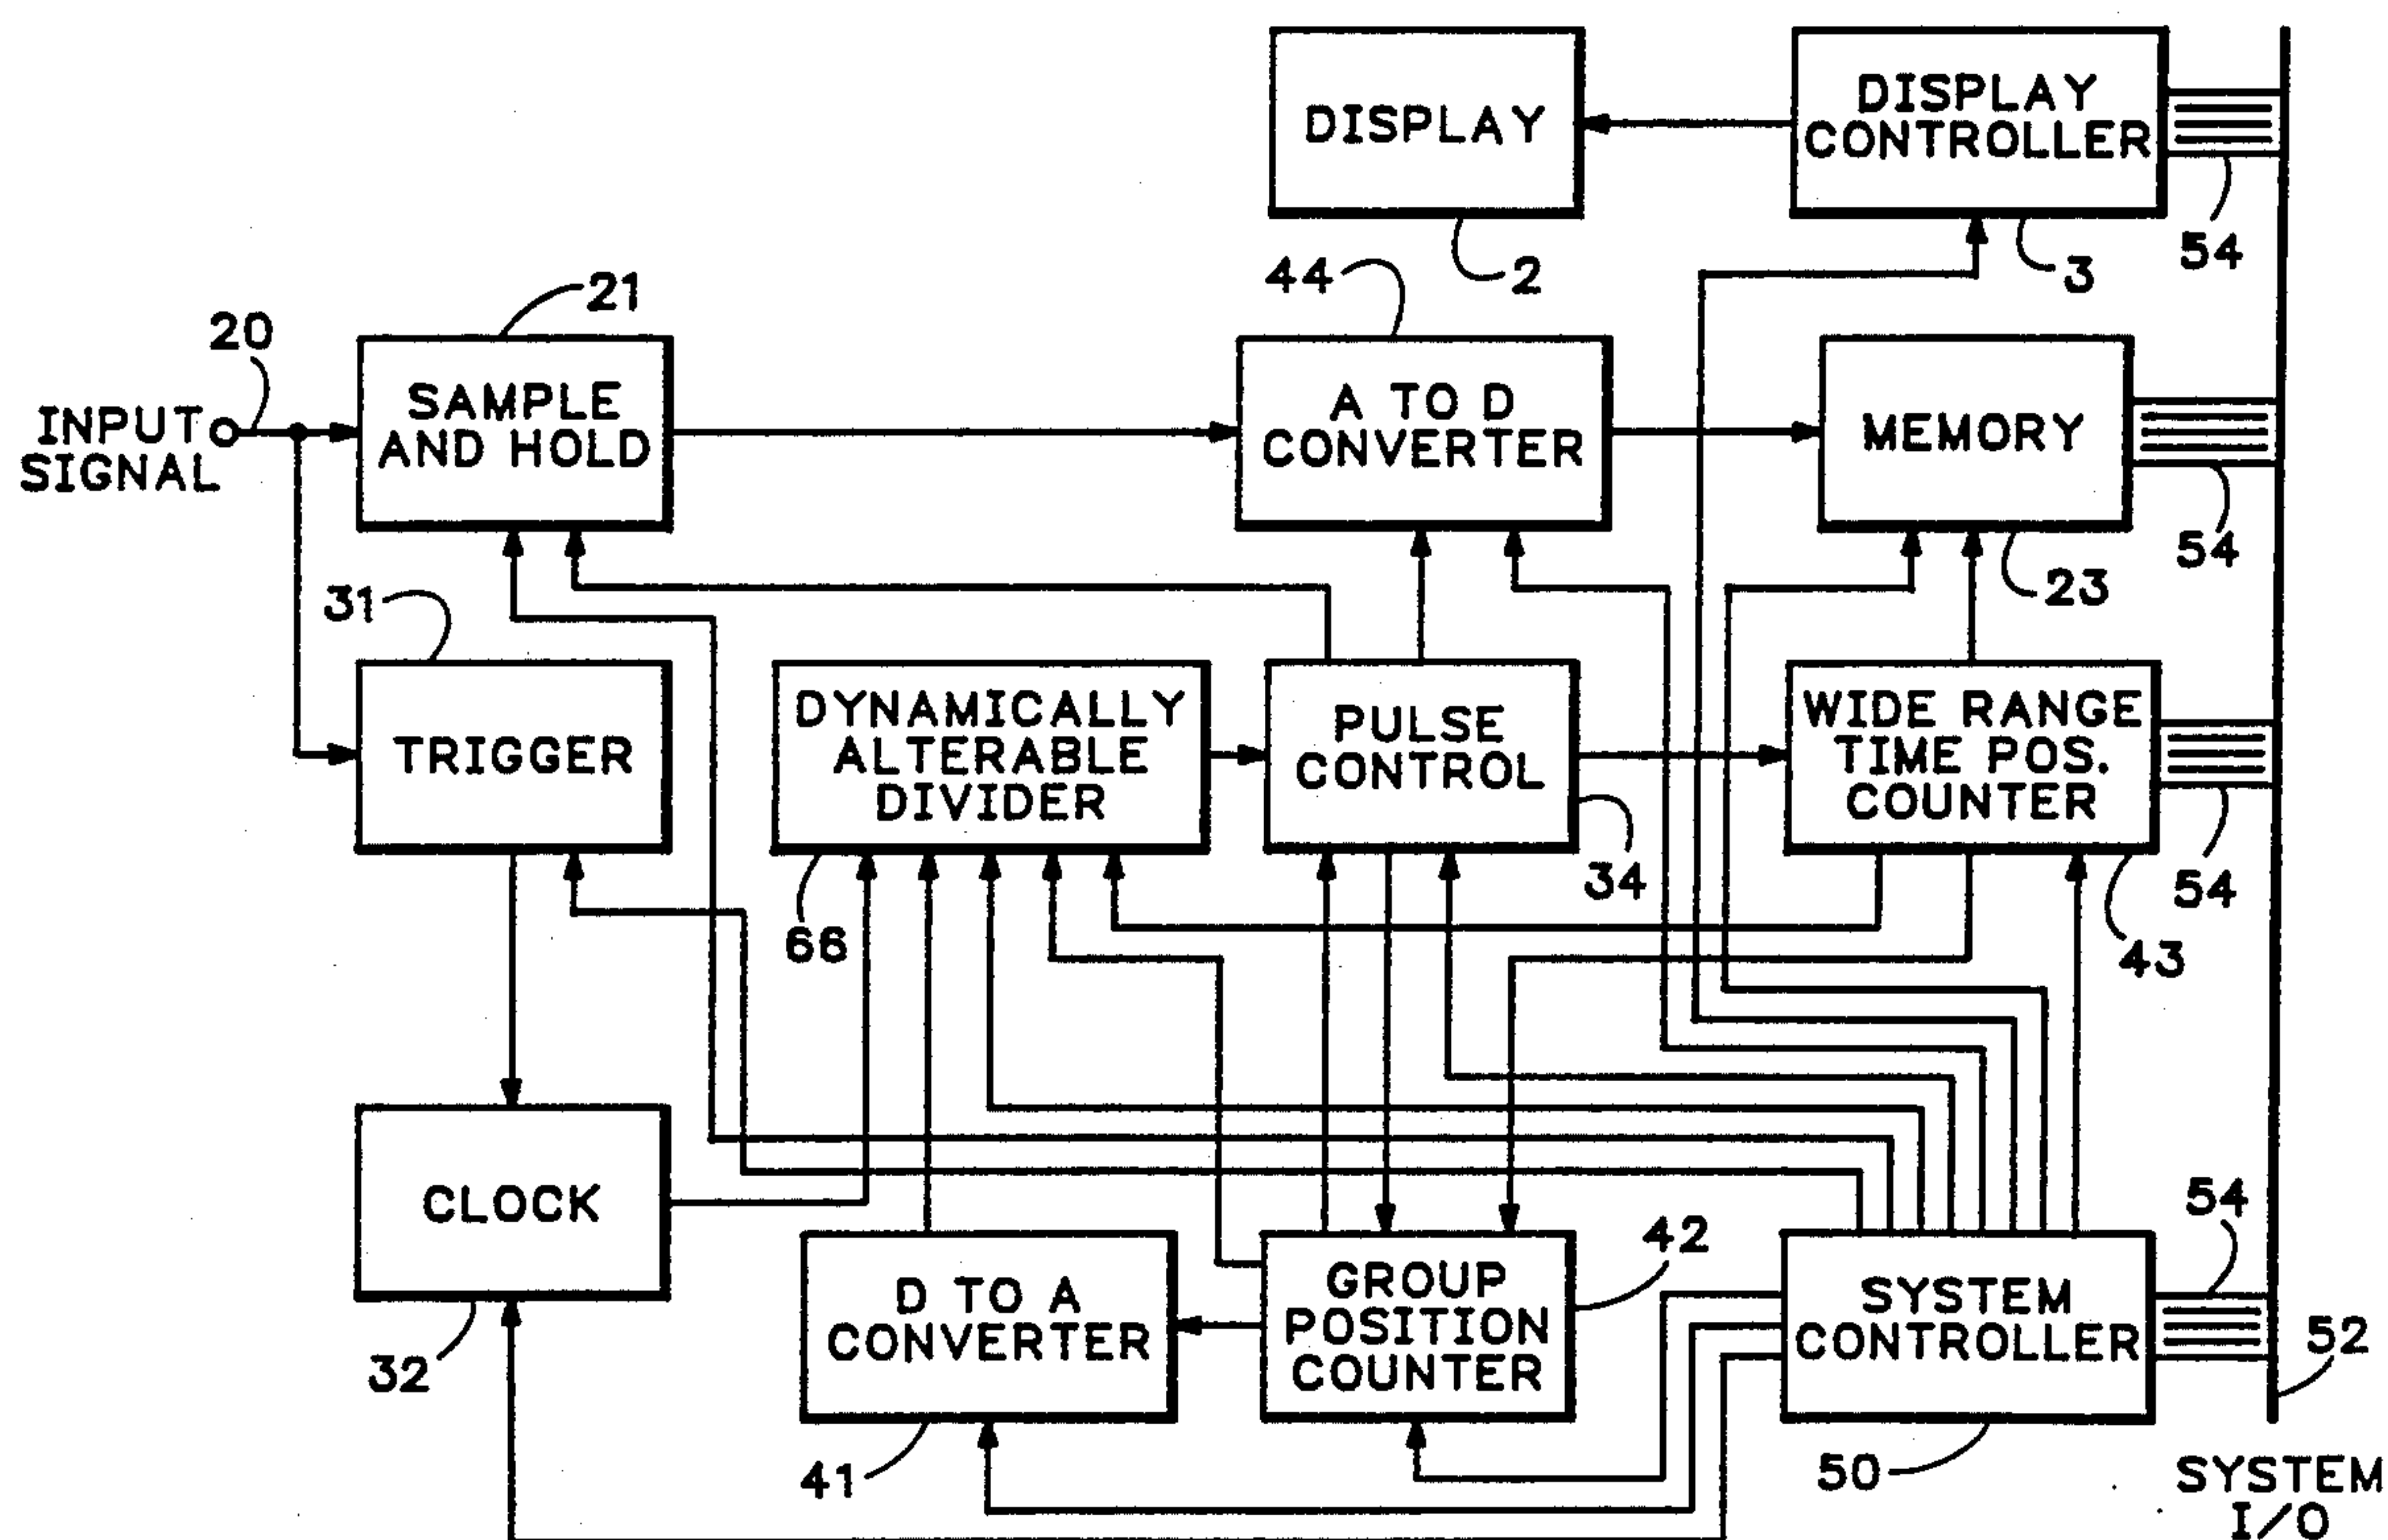 DISPLAY
2
DISPLAY
CONTROLLER
3
54
INPUT
SIGNAL
20
SAMPLE
AND HOLD
21
A TO D
CONVERTER
44
MEMORY
23
54
TRIGGER
31
DYNAMICALLY
ALTERABLE
DIVIDER
66
PULSE
CONTROL
34
WIDE RANGE
TIME POS.
COUNTER
43
54
CLOCK
32
D TO A
CONVERTER
41
GROUP
POSITION
COUNTER
42
SYSTEM
CONTROLLER
50
54
52
SYSTEM
I/O